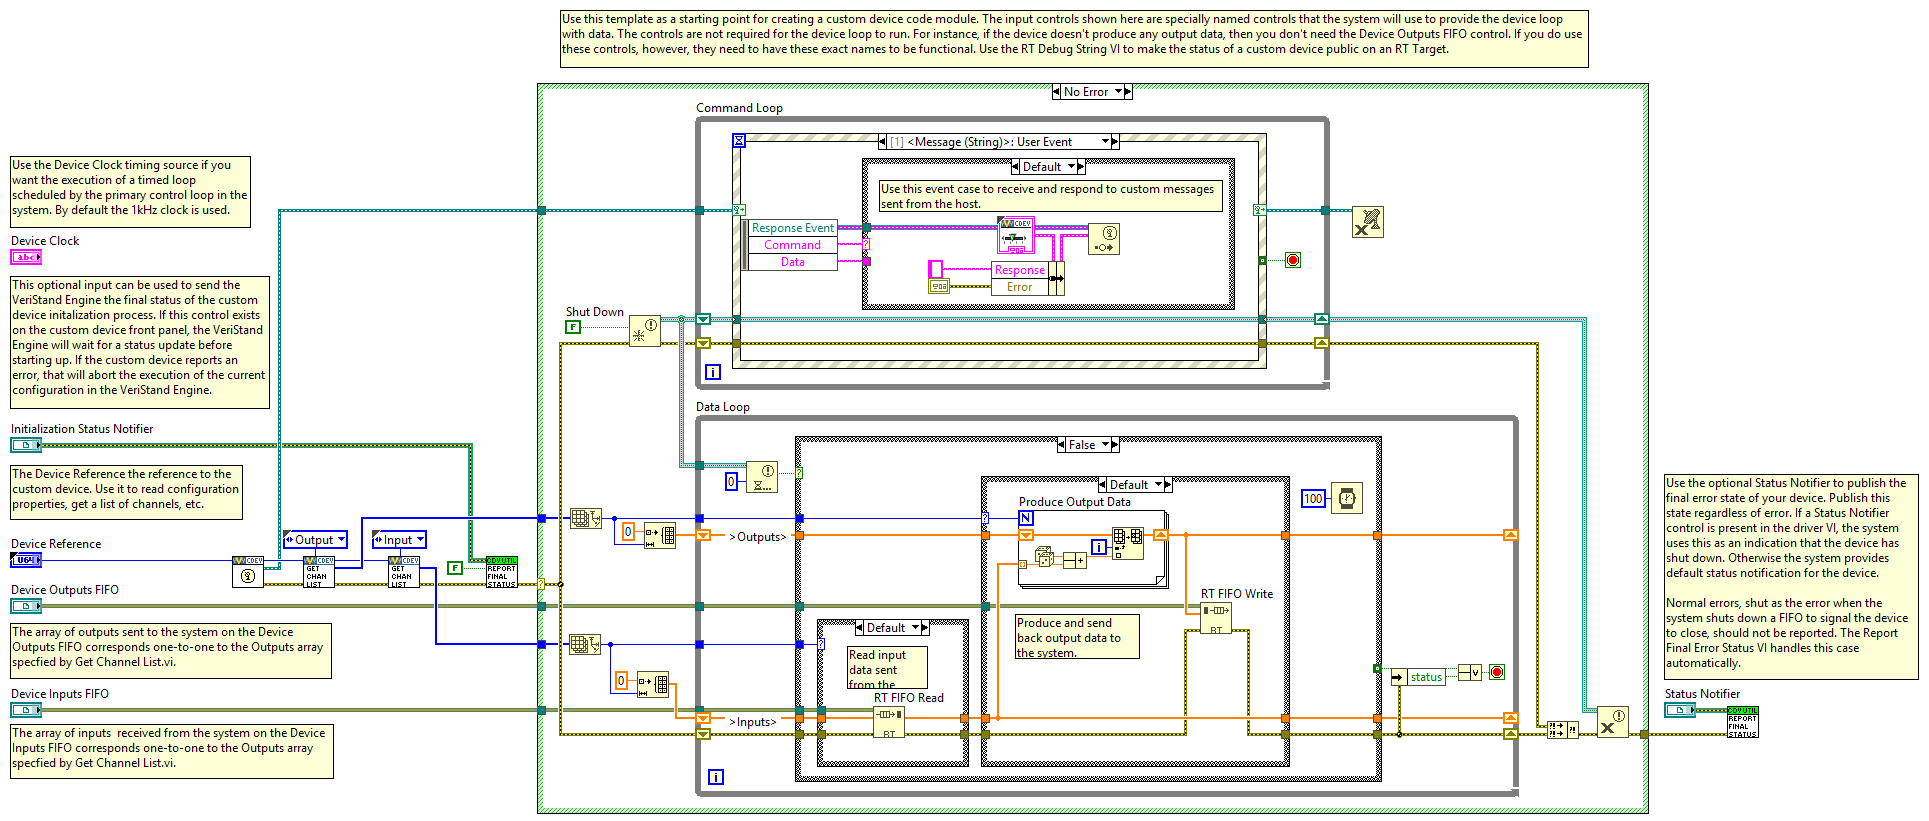 Use this template as a starting point for creating a custom device code module. The input controls shown here are specially named controls that the system will use to provide the device loop
with data. The controls are not required for the device loop to run. For instance, if the device doesn't produce any output data, then you don't need the Device Outputs FIFO control. If you do use
these controls, however, they need to have these exact names to be functional. Use the RT Debug String VI to make the status of a custom device public on an RT Target.
No Error
Command Loop
[1] <Message (String)>: User Event
Default
Use this event case to receive and respond to custom messages
sent from the host.
Response Event
Command
Data
CDEV
Response
Error
Use the Device Clock timing source if you
want the execution of a timed loop
scheduled by the primary control loop in the
system. By default the 1kHz clock is used.
Device Clock
abc
This optional input can be used to send the
VeriStand Engine the final status of the custom
device initalization process. If this control exists
on the custom device front panel, the VeriStand
Engine will wait for a status update before
starting up. If the custom device reports an
error, that will abort the execution of the current
configuration in the VeriStand Engine.
Shut Down
F
i
Initialization Status Notifier
The Device Reference the reference to the
custom device. Use it to read configuration
properties, get a list of channels, etc.
Device Reference
U64
CDEV
Output
CDEV
GET
CHAN
LIST
Input
CDEV
GET
CHAN
LIST
F
CDVUTIL
REPORT
FINAL
STATUS
Device Outputs FIFO
The array of outputs sent to the system on the Device
Outputs FIFO corresponds one-to-one to the Outputs array
specfied by Get Channel List.vi.
Device Inputs FIFO
The array of inputs  received from the system on the Device
Inputs FIFO corresponds one-to-one to the Outputs array
specfied by Get Channel List.vi.
Data Loop
False
0
0
>Outputs>
0
>Inputs>
Default
Read input
data sent
from the
RT FIFO Read
RT
Default
Produce Output Data
N
i
Produce and send
back output data to
the system.
RT FIFO Write
RT
100
status
i
Use the optional Status Notifier to publish the
final error state of your device. Publish this
state regardless of error. If a Status Notifier
control is present in the driver VI, the system
uses this as an indication that the device has
shut down. Otherwise the system provides
default status notification for the device.
Normal errors, shut as the error when the
system shuts down a FIFO to signal the device
to close, should not be reported. The Report
Final Error Status VI handles this case
automatically.
Status Notifier
CDVUTIL
REPORT
FINAL
STATUS